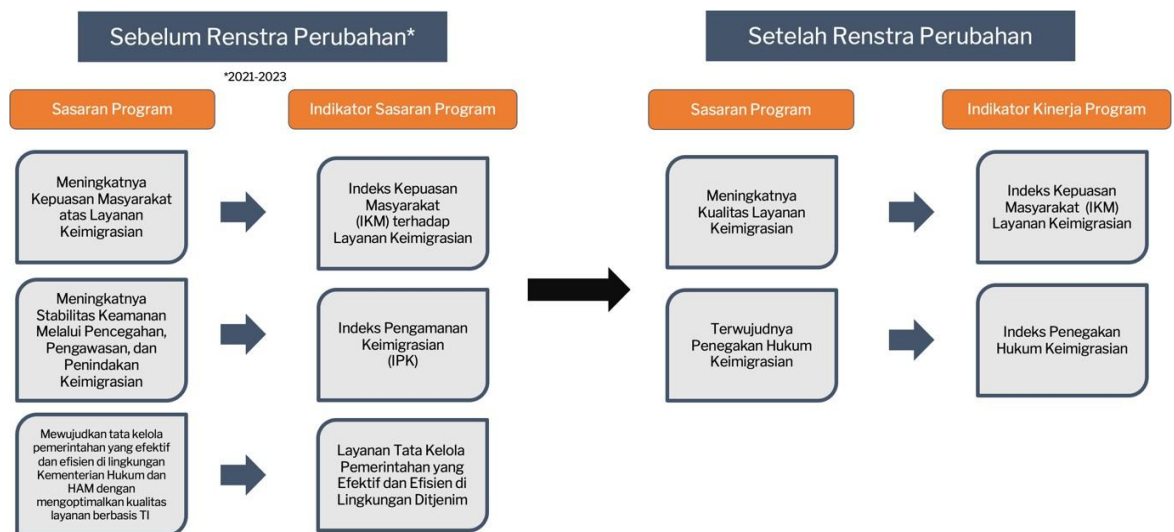 Sebelum Renstra Perubahan*
*2021-2023
Sasaran Program
Indikator Sasaran Program
Meningkatnya
Kepuasan Masyarakat
atas Layanan
Keimigrasian
Indeks Kepuasan
Masyarakat
(IKM) terhadap
Layanan Keimigrasian
Meningkatnya
Stabilitas Keamanan
Melalui Pencegahan,
Pengawasan, dan
Penindakan
Keimigrasian
Indeks Pengamanan
Keimigrasian
(IPK)
Mewujudkan tata kelola
pemerintahan yang efektif
dan efisien di lingkungan
Kementerian Hukum dan
HAM dengan
mengoptimalkan kualitas
layanan berbasis TI
Layanan Tata Kelola
Pemerintahan yang
Efektif dan Efisien di
Lingkungan Ditjenim
Setelah Renstra Perubahan
Sasaran Program
Indikator Kinerja Program
Meningkatnya
Kualitas Layanan
Keimigrasian
Indeks Kepuasan
Masyarakat (IKM)
Layanan Keimigrasian
Terwujudnya
Penegakan Hukum
Keimigrasian
Indeks Penegakan
Hukum Keimigrasian